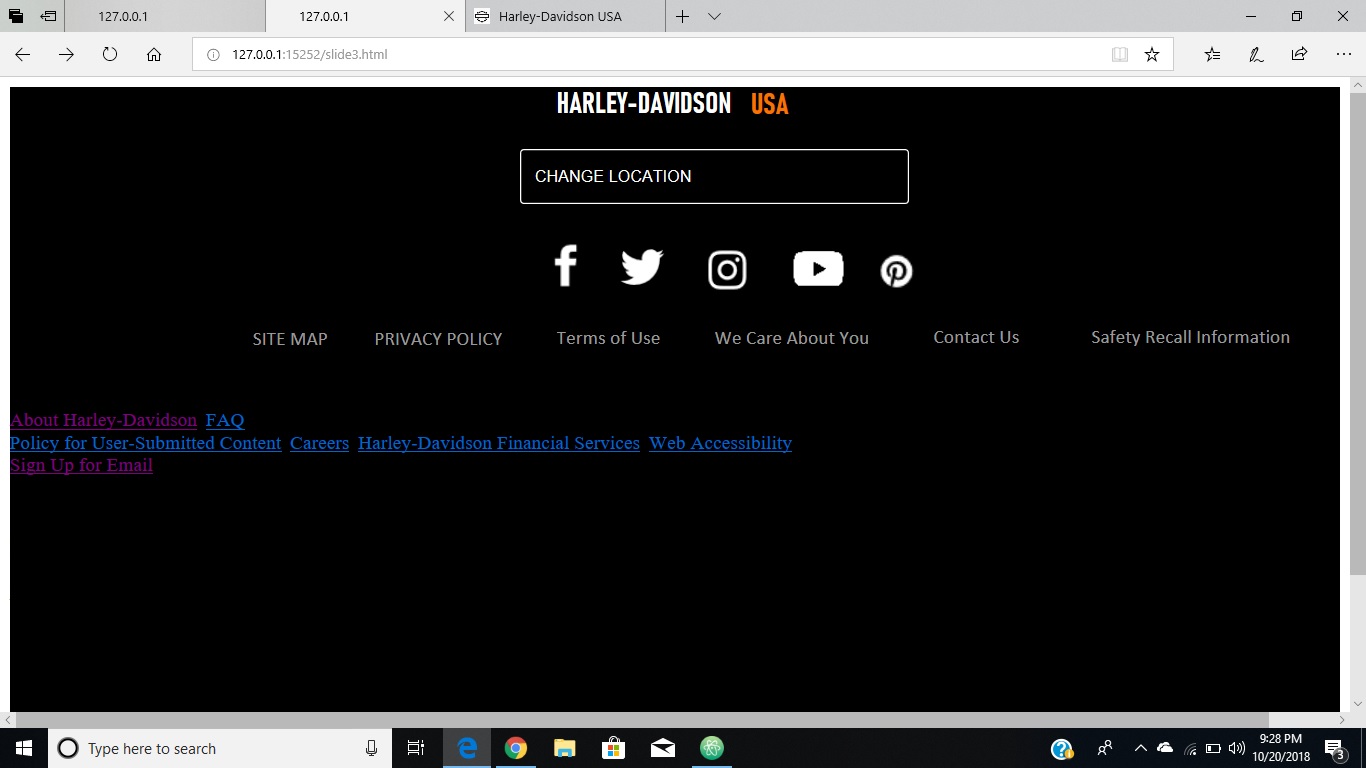 127.0.0.1 127.0.0.1 Harley-Davidson USA
127.0.0.1:15252/slide3.html
HARLEY-DAVIDSON USA
CHANGE LOCATION
SITE MAP PRIVACY POLICY Terms of Use We Care About You Contact Us Safety Recall Information
About Harley-Davidson FAQ
Policy for User-Submitted Content Careers Harley-Davidson Financial Services Web Accessibility
Sign Up for Email
Type here to search
9:28 PM
10/20/2018
3